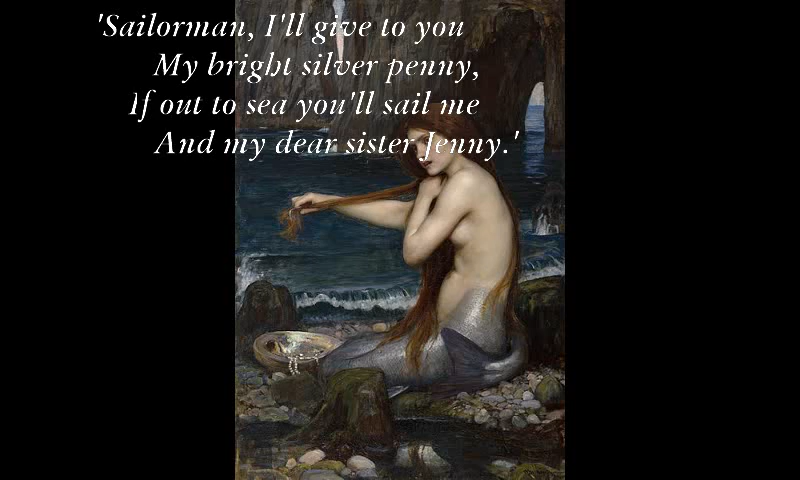 'Sailorman, I'll give to you
My bright silver penny,
If out to sea you'll sail me
And my dear sister Jenny.'